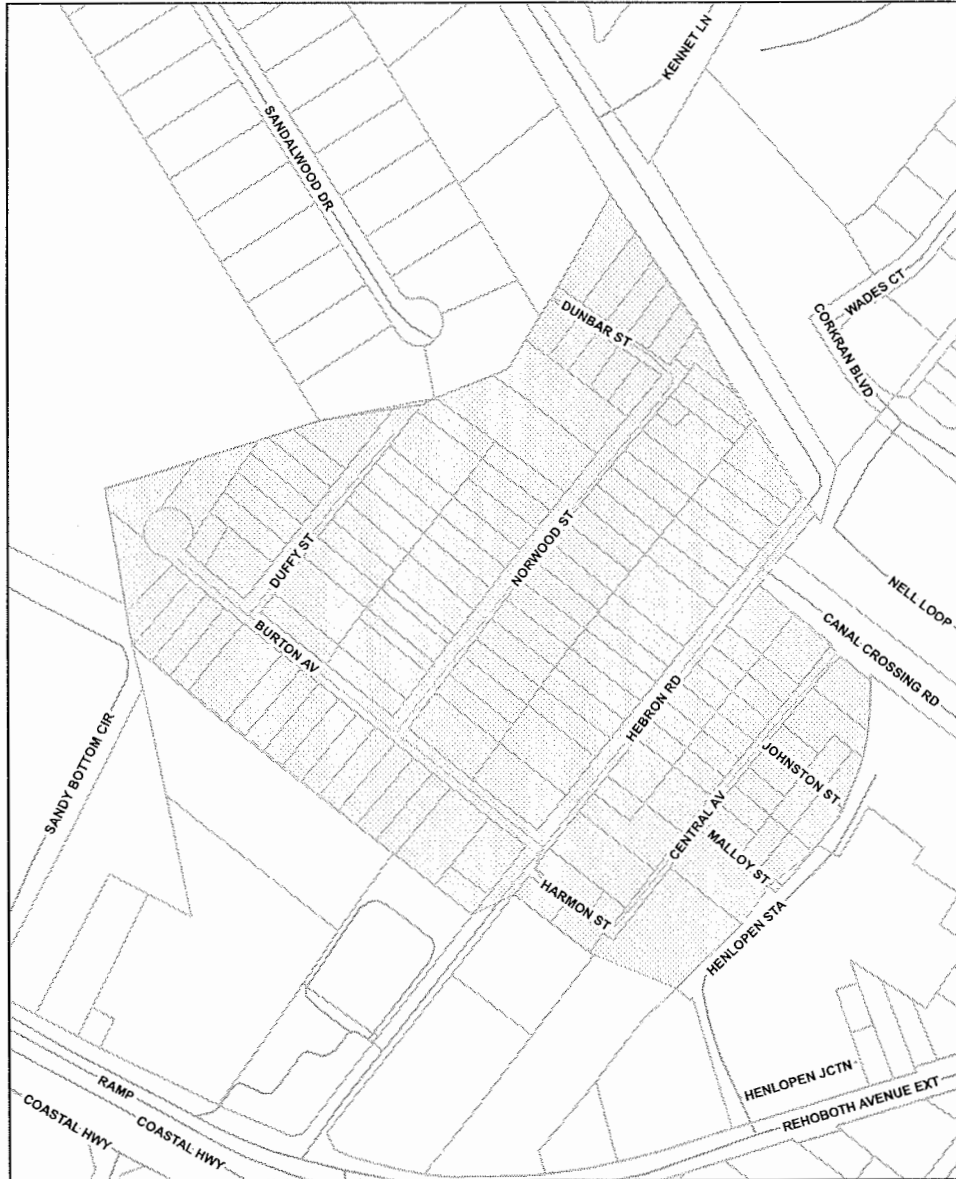 KENNET LN
SANDALWOOD DR
WADES CT
CORKRAN BLVD
DUNBAR ST
NORWOOD ST
DUFFY ST
BURTON AV
NELL LOOP
CANAL CROSSING RD
HEBRON RD
SANDY BOTTOM CIR
JOHNSTON ST
CENTRAL AV
MALLOY ST
HARMON ST
HENLOPEN STA
HENLOPEN JCTN
REHOBOTH AVENUE EXT
RAMP
COASTAL HWY
COASTAL HWY